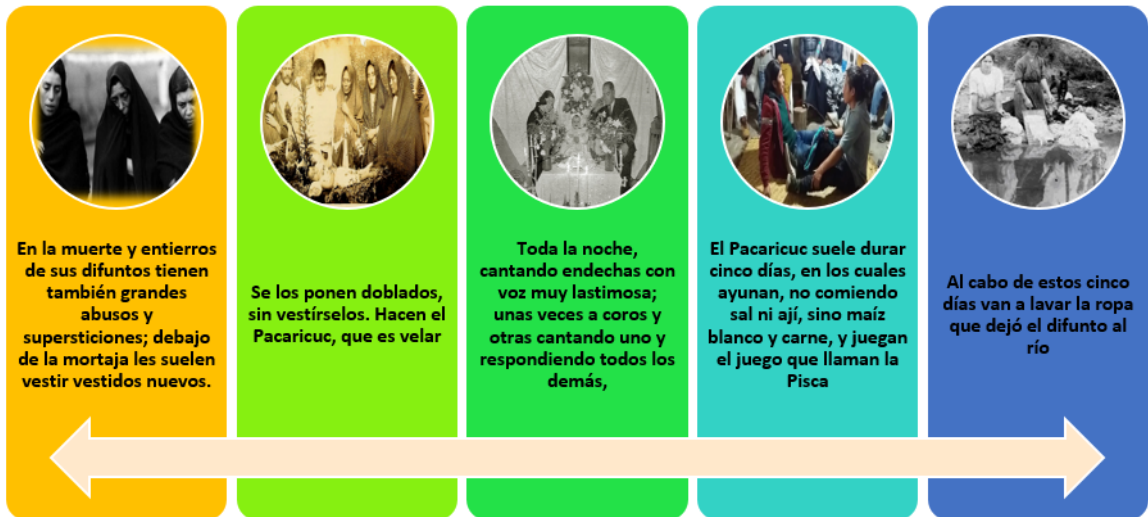 En la muerte y entierros
de sus difuntos tienen
también grandes
abusos y
supersticiones; debajo
de la mortaja les suelen
vestir vestidos nuevos.
Se los ponen doblados,
sin vestírselos. Hacen el
Pacaricuc, que es velar
Toda la noche,
cantando endechas con
voz muy lastimosa;
unas veces a coros y
otras cantando uno y
respondiendo todos los
demás,
El Pacaricuc suele durar
cinco días, en los cuales
ayunan, no comiendo
sal ni ají, sino maíz
blanco y carne, y juegan
el juego que llaman la
Pisca
Al cabo de estos cinco
días van a lavar la ropa
que dejó el difunto al
río